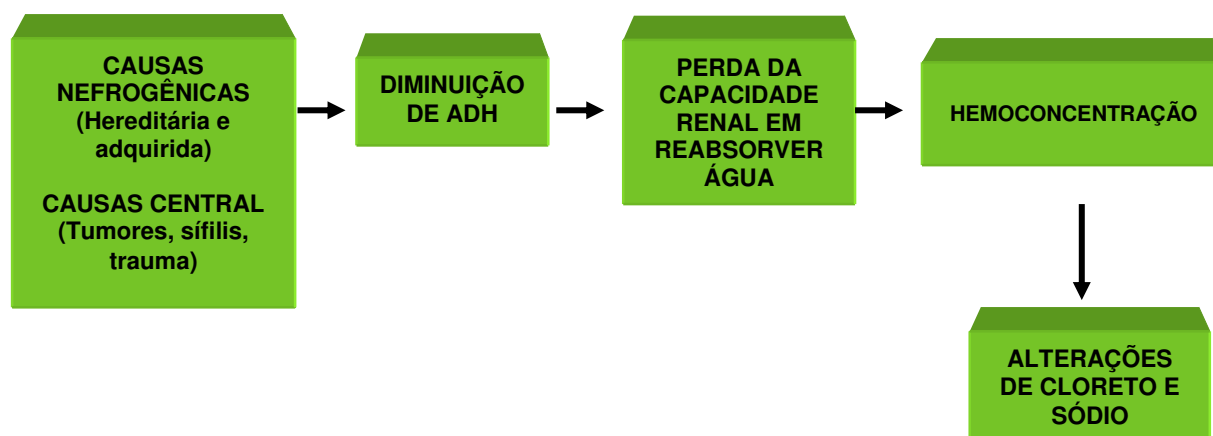 CAUSAS
NEFROGÊNICAS
(Hereditária e
adquirida)
CAUSAS CENTRAL
(Tumores, sífilis,
trauma)
DIMINUIÇÃO
DE ADH
PERDA DA
CAPACIDADE
RENAL EM
REABSORVER
ÁGUA
HEMOCONCENTRAÇÃO
ALTERAÇÕES
DE CLORETO E
SÓDIO